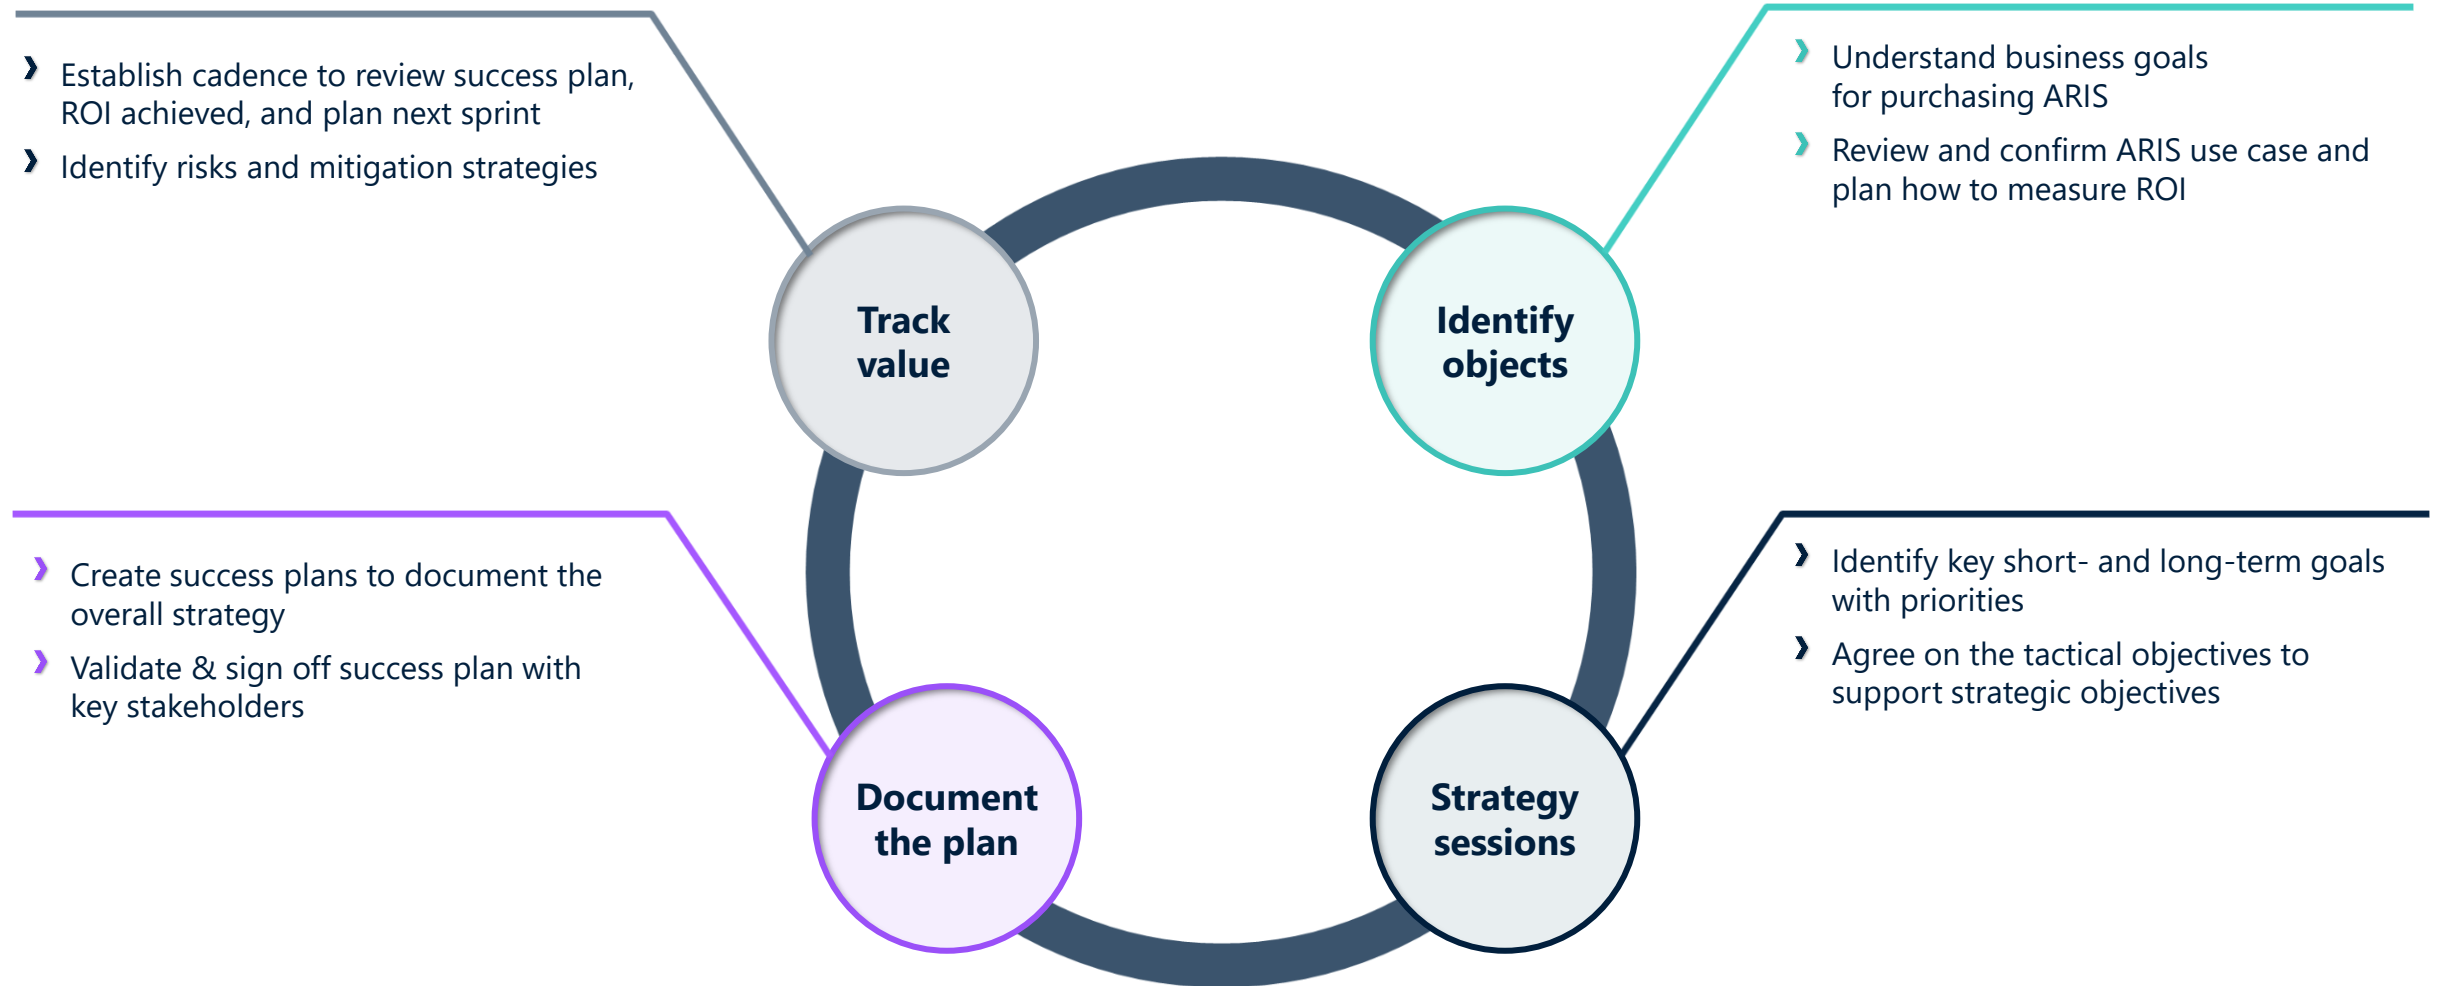 Establish cadence to review success plan,
ROI achieved, and plan next sprint
Identify risks and mitigation strategies
Understand business goals
for purchasing ARIS
Review and confirm ARIS use case and
plan how to measure ROI
Track
value
Identify
objects
Create success plans to document the
overall strategy
Validate & sign off success plan with
key stakeholders
Identify key short- and long-term goals
with priorities
Agree on the tactical objectives to
support strategic objectives
Document
the plan
Strategy
sessions